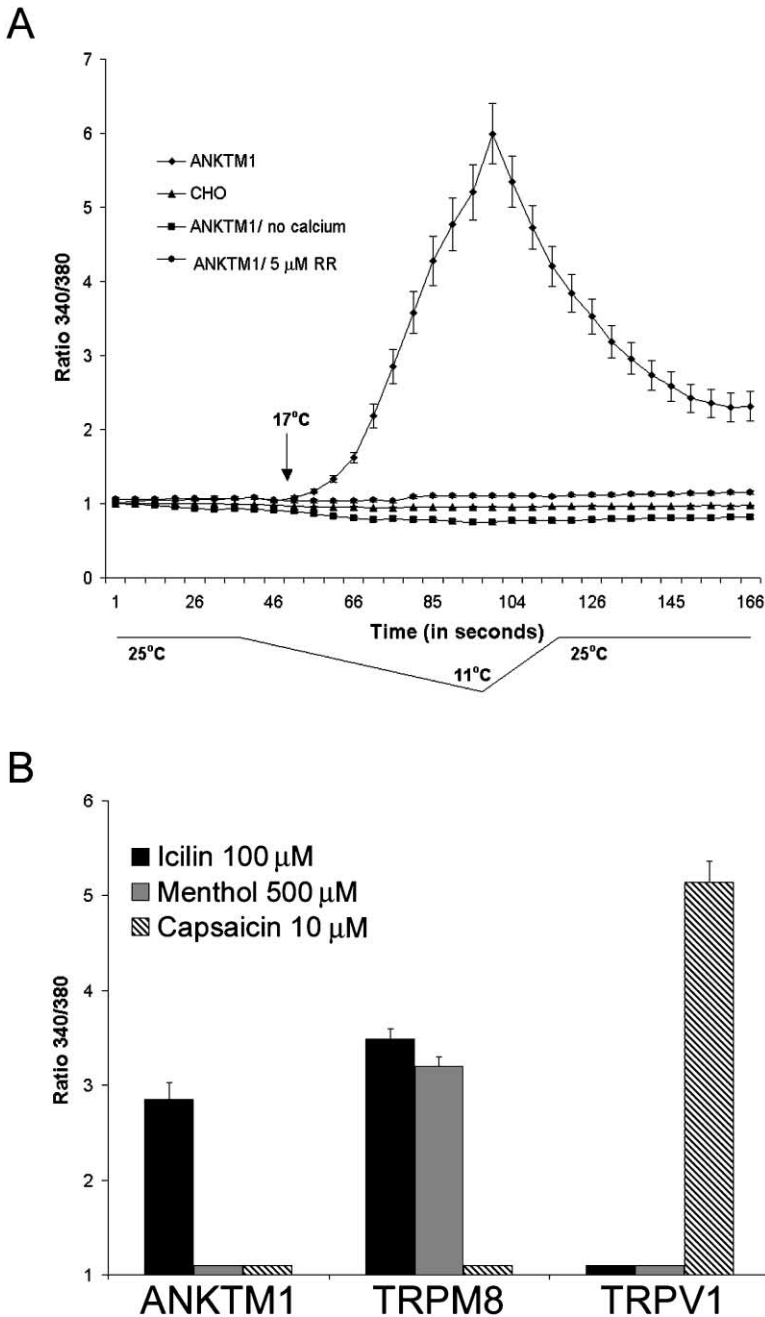 A
Ratio 340/380
7
6
5
4
3
2
1
0
ANKTM1
CHO
ANKTM1/ no calcium
ANKTM1/ 5 μM RR
17°C
1 26 46 66 85 104 126 145 166
Time (in seconds)
25°C 11°C 25°C
B
Ratio 340/380
6
5
4
3
2
1
Icilin 100 μM
Menthol 500 μM
Capsaicin 10 μM
ANKTM1 TRPM8 TRPV1